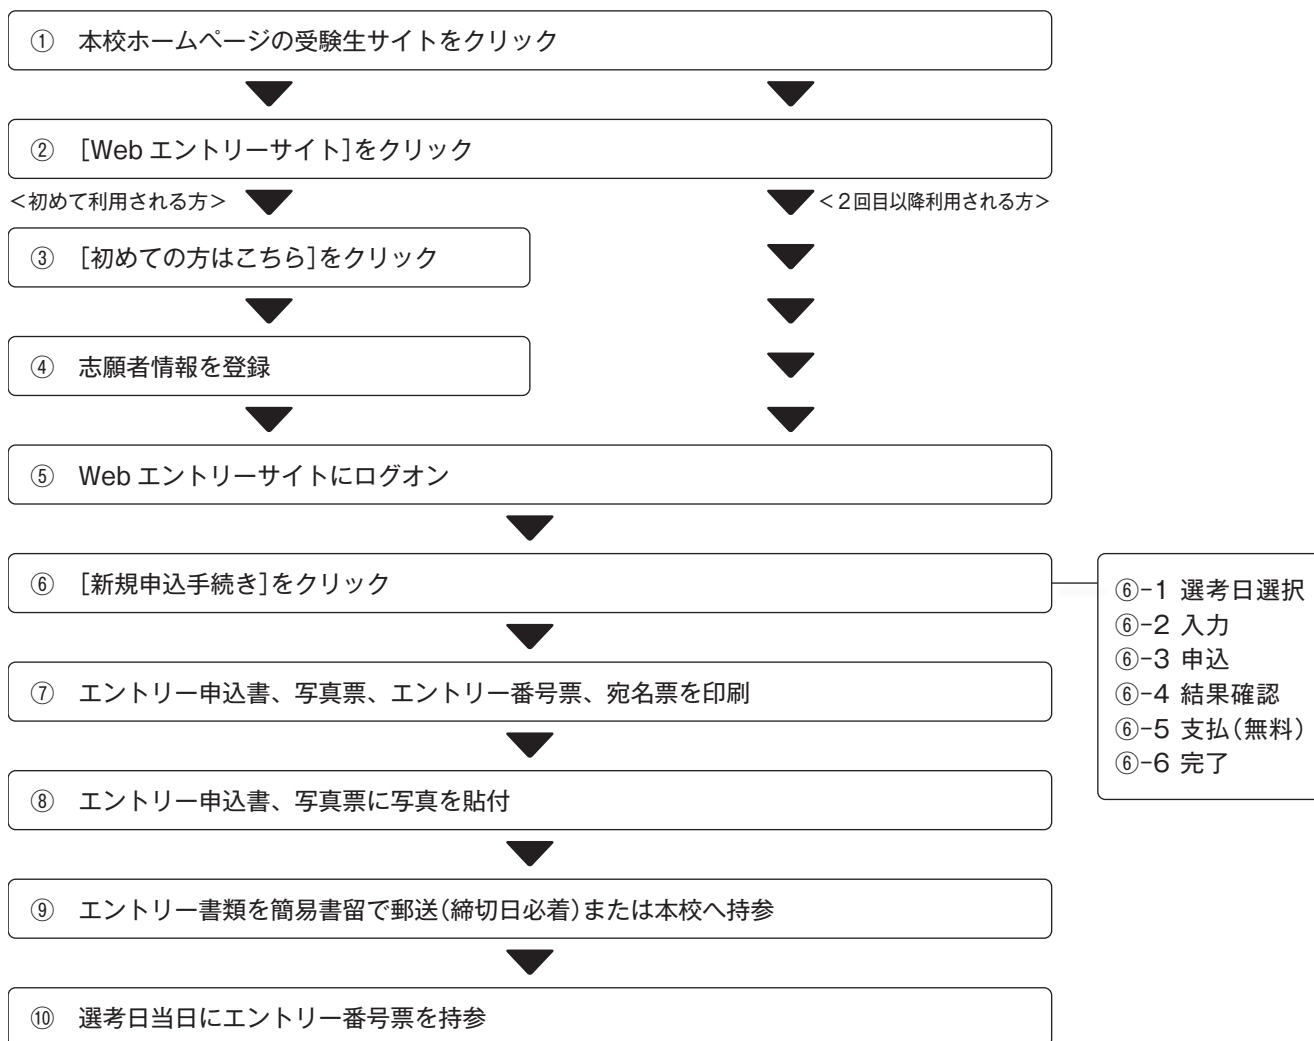 ① 本校ホームページの受験生サイトをクリック
② ［Web エントリーサイト］をクリック
＜初めて利用される方＞
＜２回目以降利用される方＞
③ ［初めての方はこちら］をクリック
④ 志願者情報を登録
⑤ Web エントリーサイトにログオン
⑥ ［新規申込手続き］をクリック
⑥-1 選考日選択
⑥-2 入力
⑥-3 申込
⑥-4 結果確認
⑥-5 支払（無料）
⑥-6 完了
⑦ エントリー申込書、写真票、エントリー番号票、宛名票を印刷
⑧ エントリー申込書、写真票に写真を貼付
⑨ エントリー書類を簡易書留で郵送（締切日必着）または本校へ持参
⑩ 選考日当日にエントリー番号票を持参